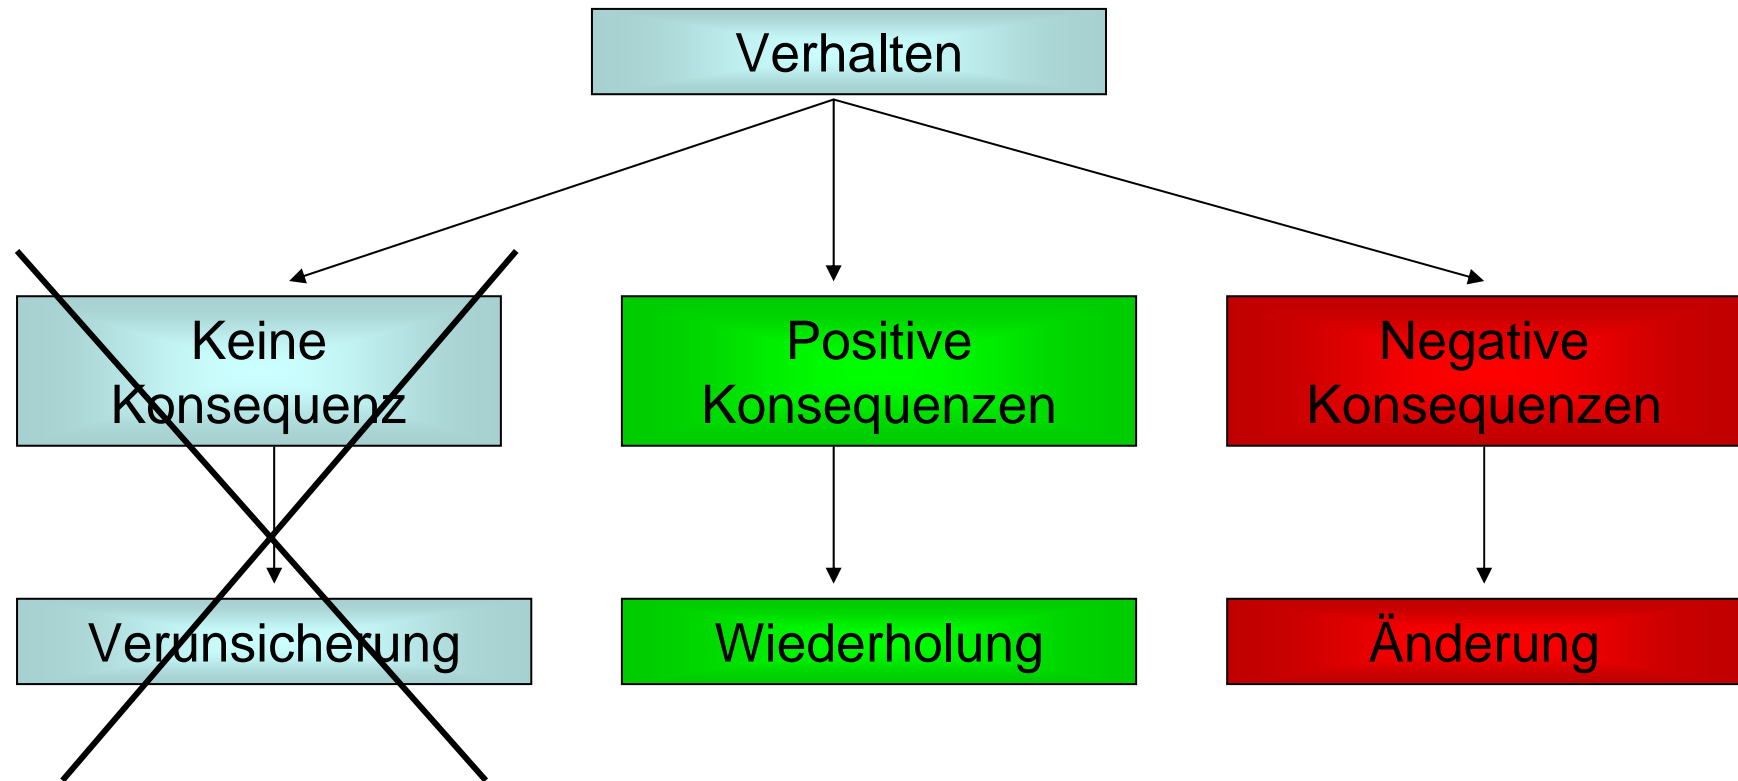 Verhalten
Keine
Konsequenz
Positive
Konsequenzen
Negative
Konsequenzen
Verunsicherung
Wiederholung
Änderung